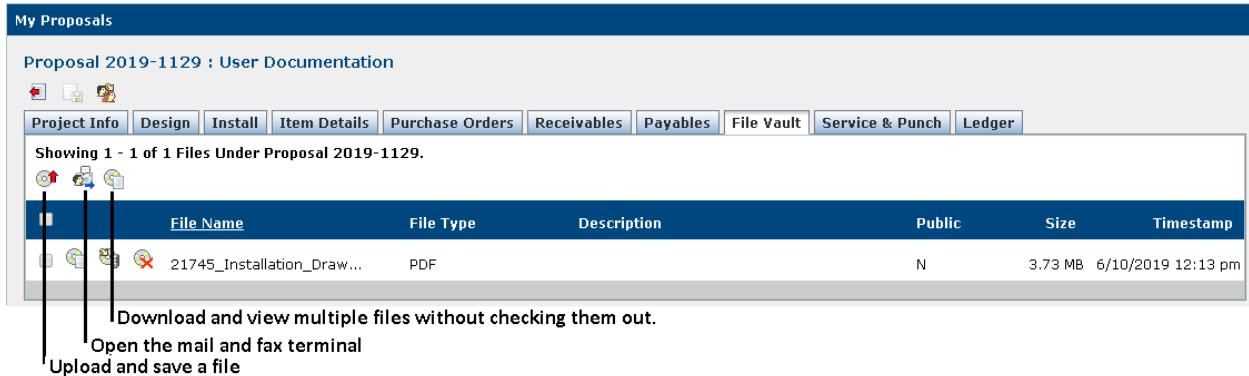 My Proposals
Proposal 2019-1129 : User Documentation
Project Info Design Install Item Details Purchase Orders Receivables Payables File Vault Service & Punch Ledger
Showing 1 - 1 of 1 Files Under Proposal 2019-1129.
File Name File Type Description Public Size Timestamp
21745_Installation_Draw... PDF N 3.73 MB 6/10/2019 12:13 pm
Download and view multiple files without checking them out.
Open the mail and fax terminal
Upload and save a file